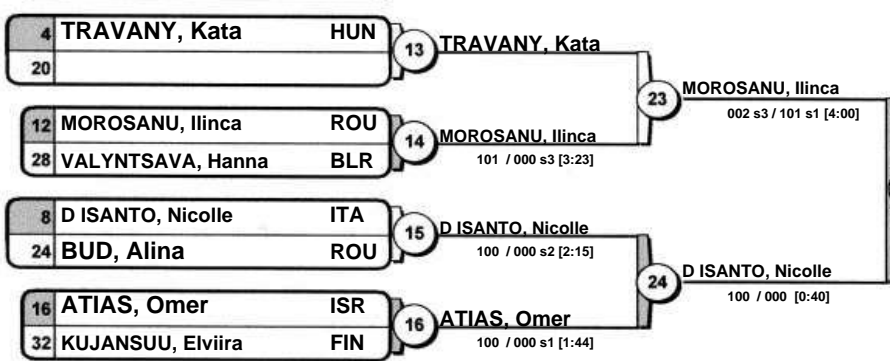 4 TRAVANY, Kata HUN
20
13 TRAVANY, Kata
12 MOROSANU, Ilinca ROU
28 VALYNTSAVA, Hanna BLR
14 MOROSANU, Ilinca
101 / 000 s3 [3:23]
23 MOROSANU, Ilinca
002 s3 / 101 s1 [4:00]
8 D ISANTO, Nicolle ITA
24 BUD, Alina ROU
15 D ISANTO, Nicolle
100 / 000 s2 [2:15]
16 ATIAS, Omer ISR
32 KUJANSUU, Elviira FIN
16 ATIAS, Omer
100 / 000 s1 [1:44]
24 D ISANTO, Nicolle
100 / 000 [0:40]